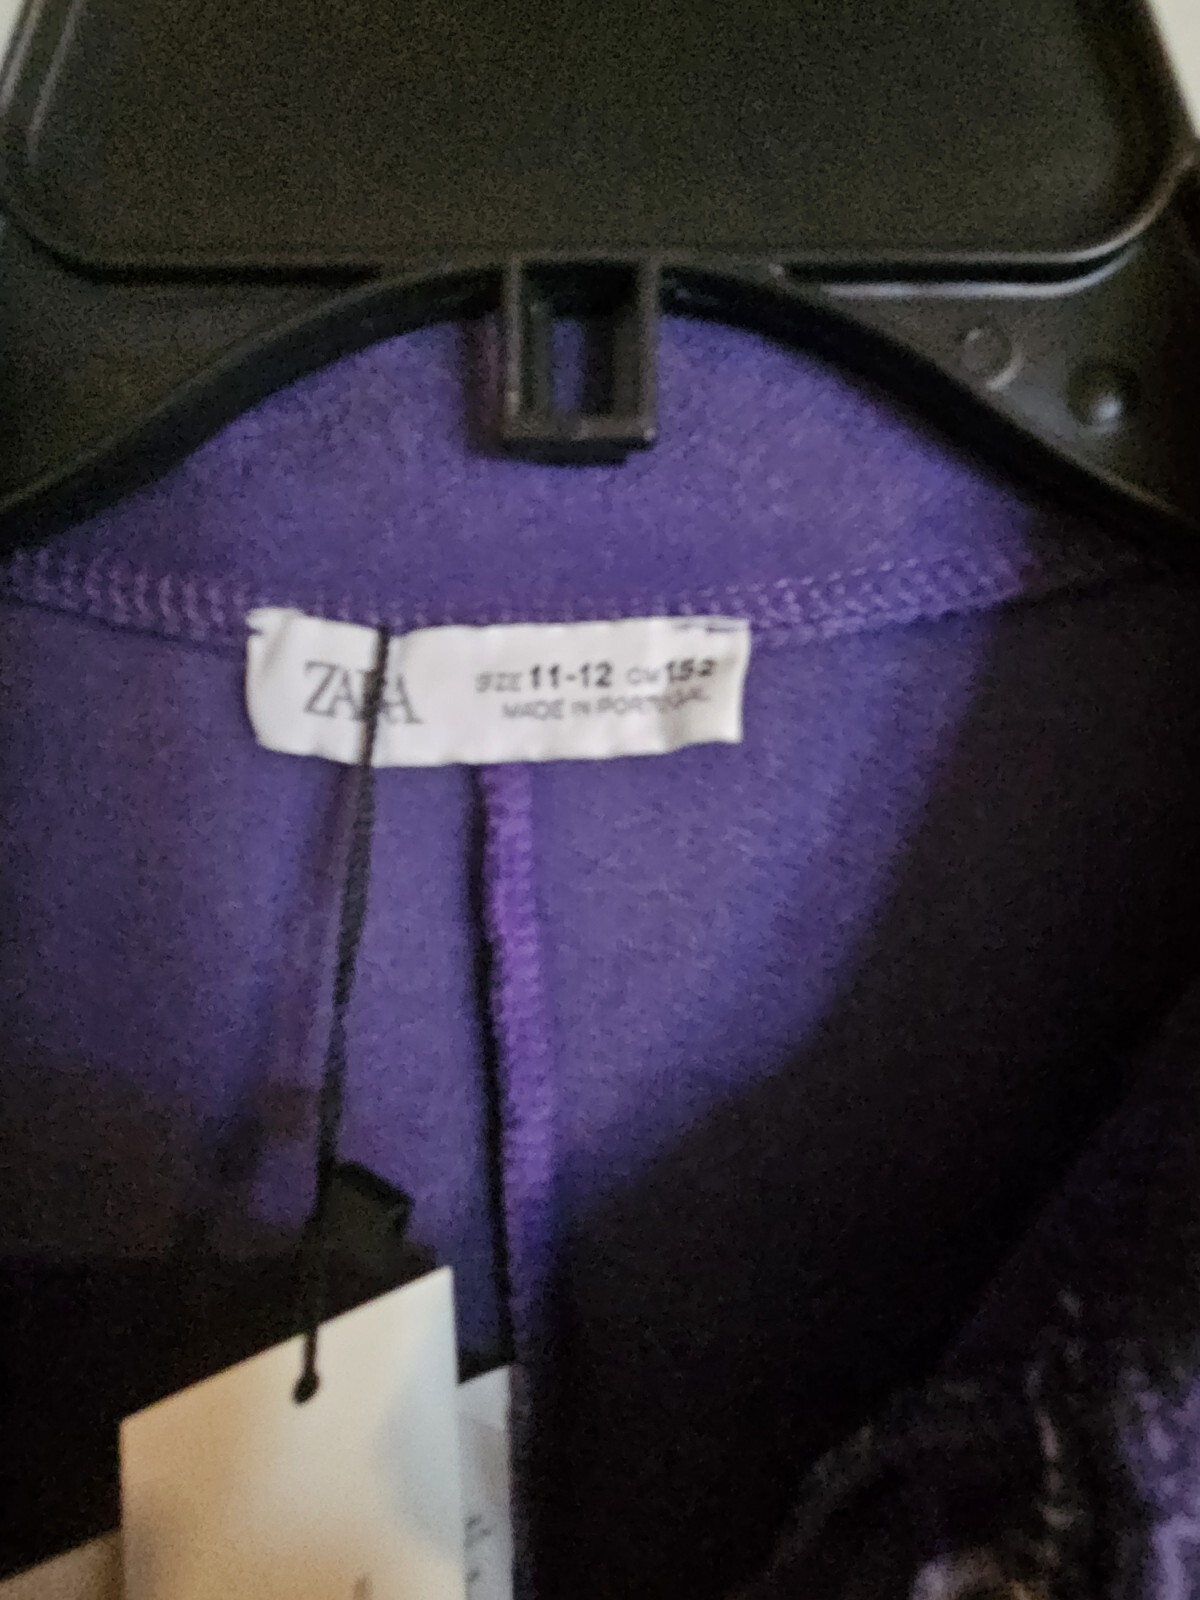 ZARA
SIZE 11-12 CM 152
MADE IN PORTUGAL